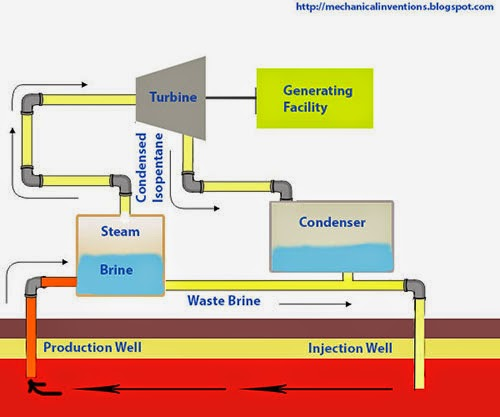 http://mechanicalinventions.blogspot.com
Turbine
Generating
Facility
Condensed
Isopentane
Steam
Brine
Condenser
Waste Brine
Production Well
Injection Well